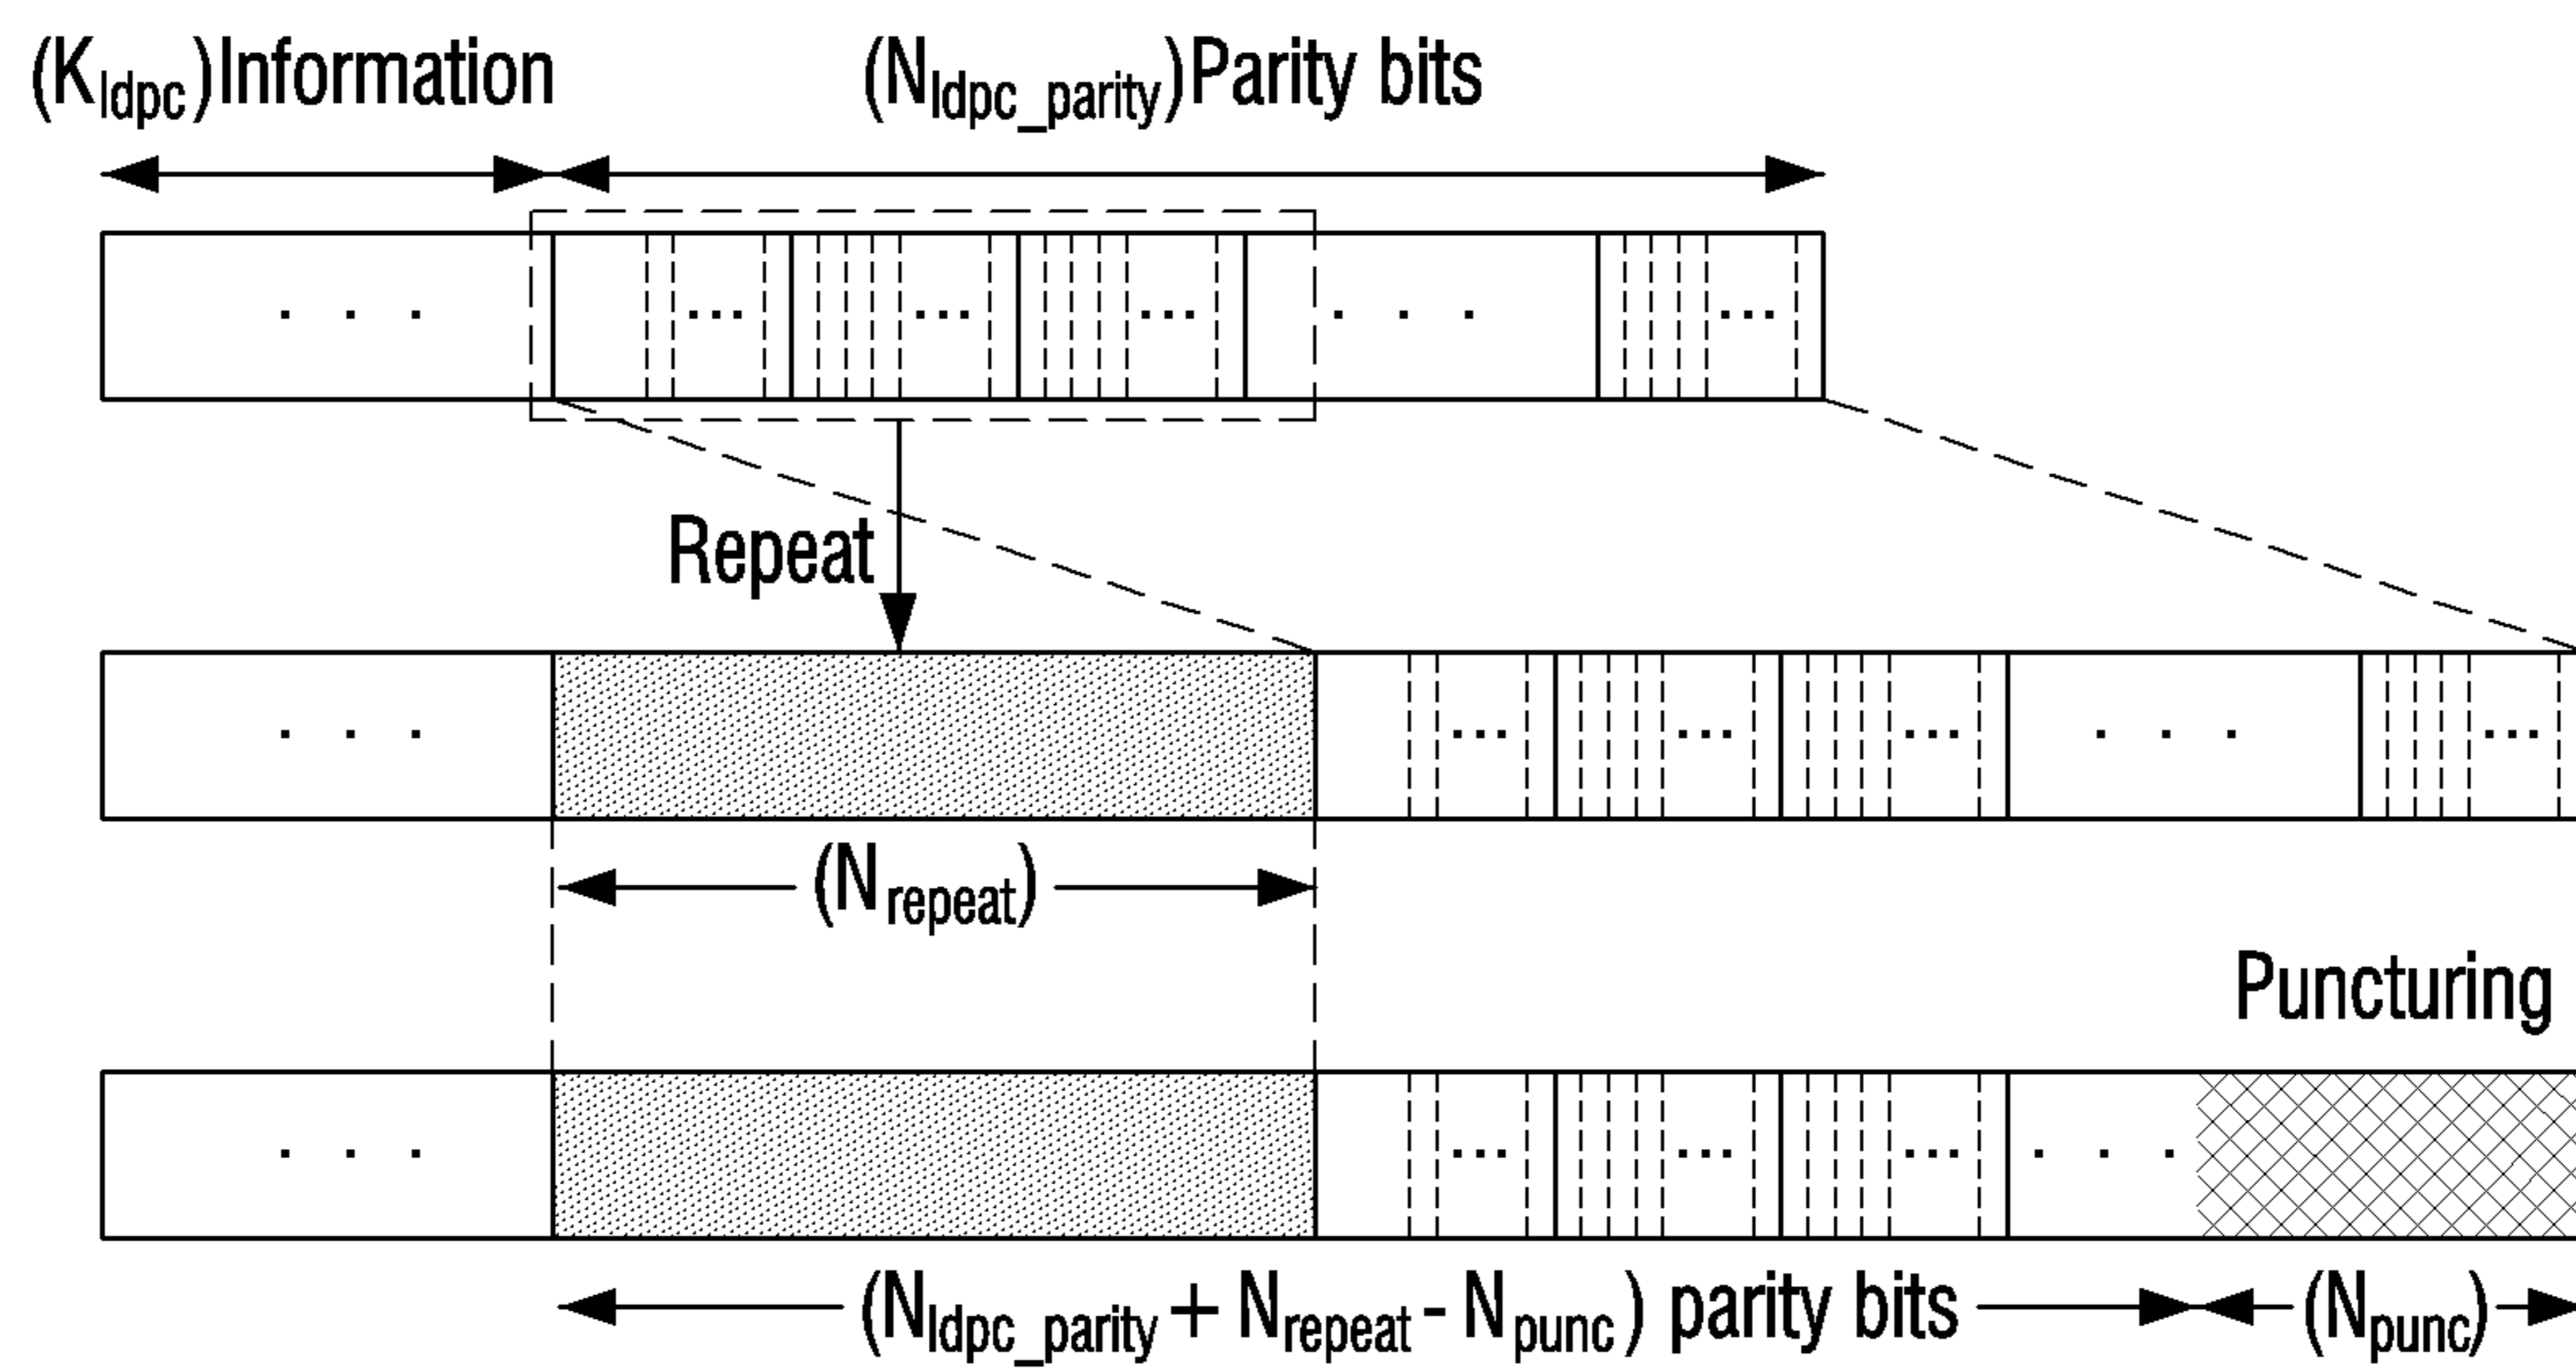 (K_ldpc)Information (N_ldpc_parity)Parity bits
. . . ... ... ... . . . ...
Repeat
. . . ... ... ... . . . ...
(N_repeat)
Puncturing
. . . ... ... ... . . .
(N_ldpc_parity + N_repeat - N_punc) parity bits (N_punc)